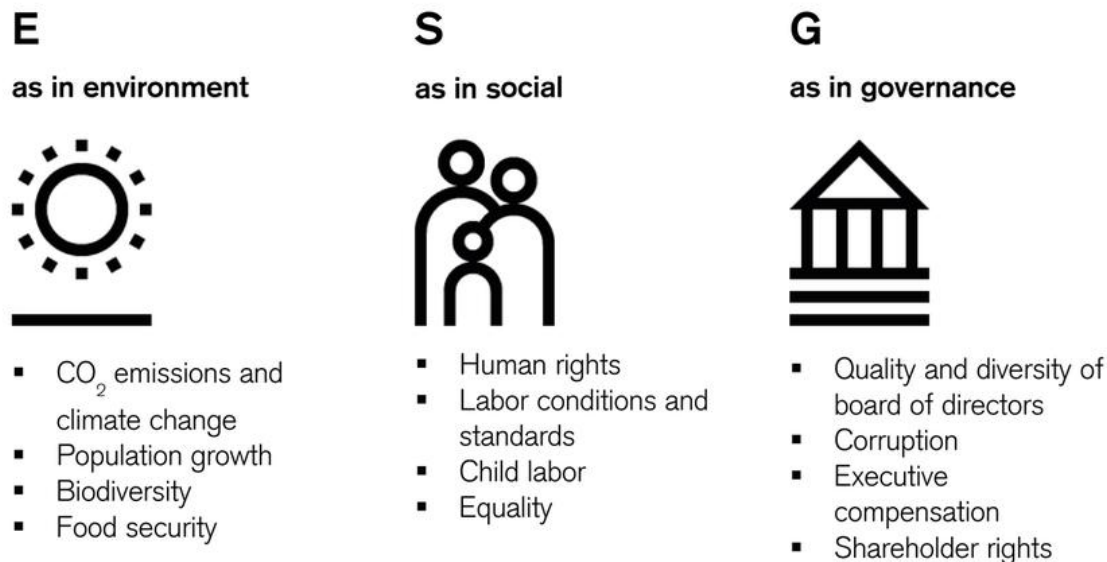 E
as in environment
▪ CO₂ emissions and
climate change
▪ Population growth
▪ Biodiversity
▪ Food security
S
as in social
▪ Human rights
▪ Labor conditions and
standards
▪ Child labor
▪ Equality
G
as in governance
▪ Quality and diversity of
board of directors
▪ Corruption
▪ Executive
compensation
▪ Shareholder rights